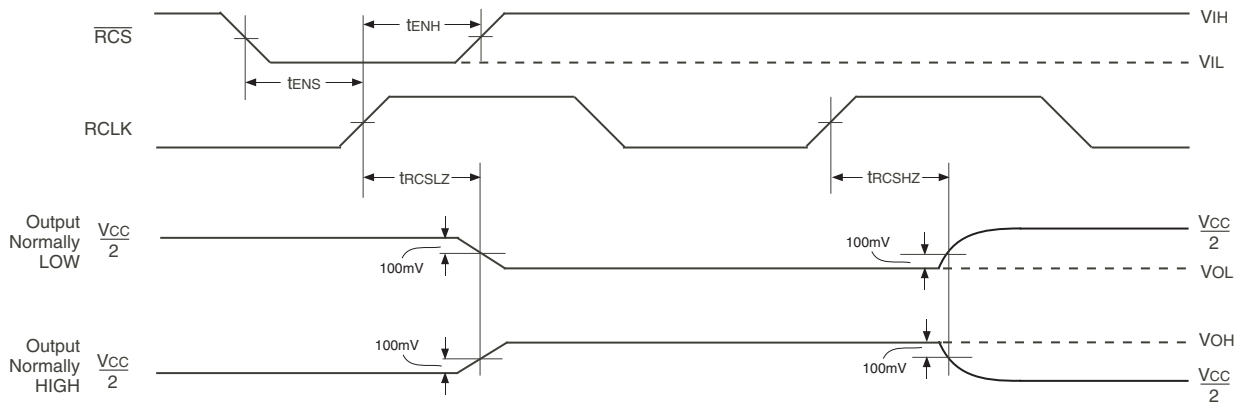 RCS
tENH
VIH
VIL
tENS
RCLK
tRCSLZ
tRCSHZ
Output
Normally
LOW
VCC
2
100mV
100mV
VCC
2
VOL
Output
Normally
HIGH
VCC
2
100mV
100mV
VOH
VCC
2